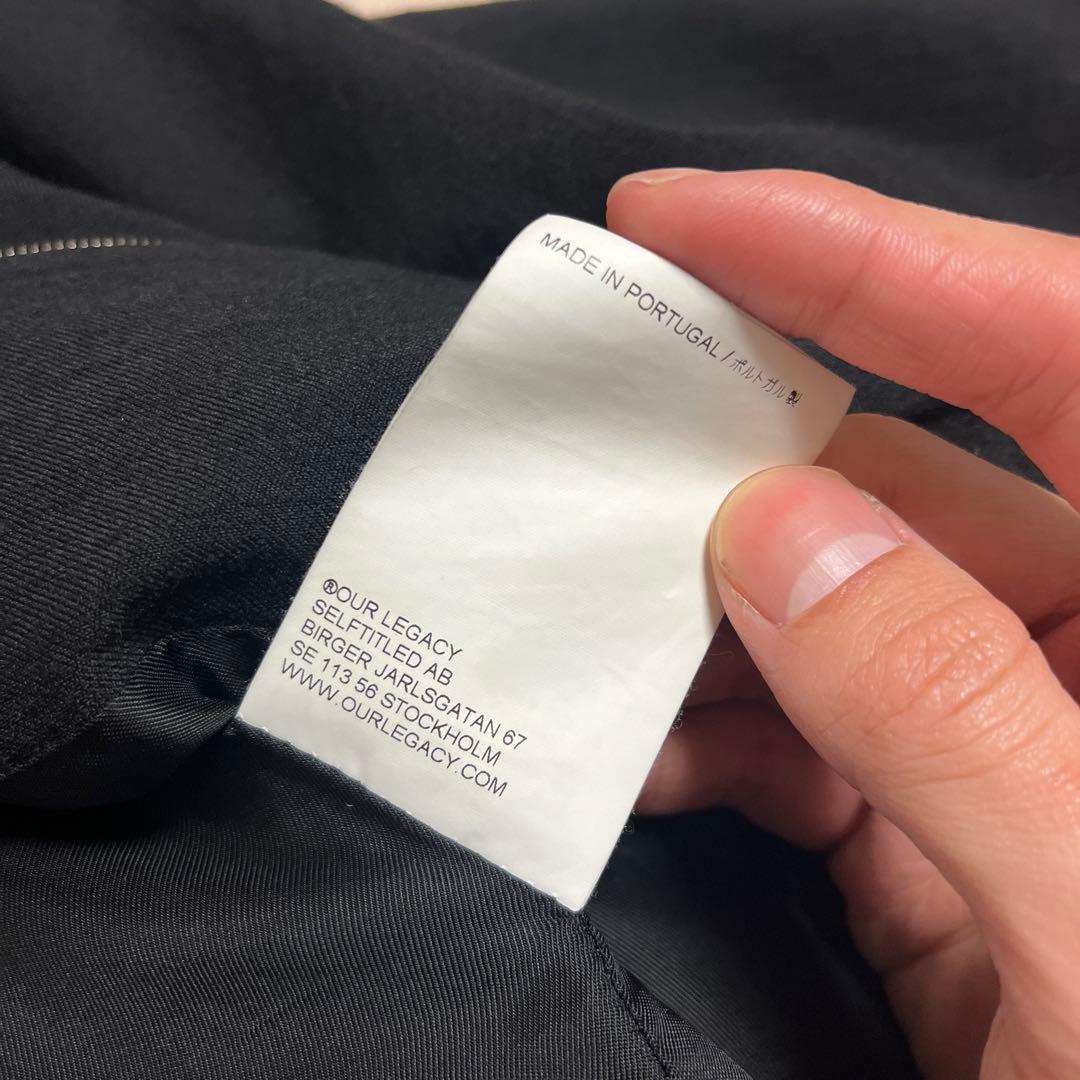 MADE IN PORTUGAL / ポルトガル製
®OUR LEGACY
SELFTITLED AB
BIRGER JARLSGATAN 67
SE 113 56 STOCKHOLM
WWW.OURLEGACY.COM